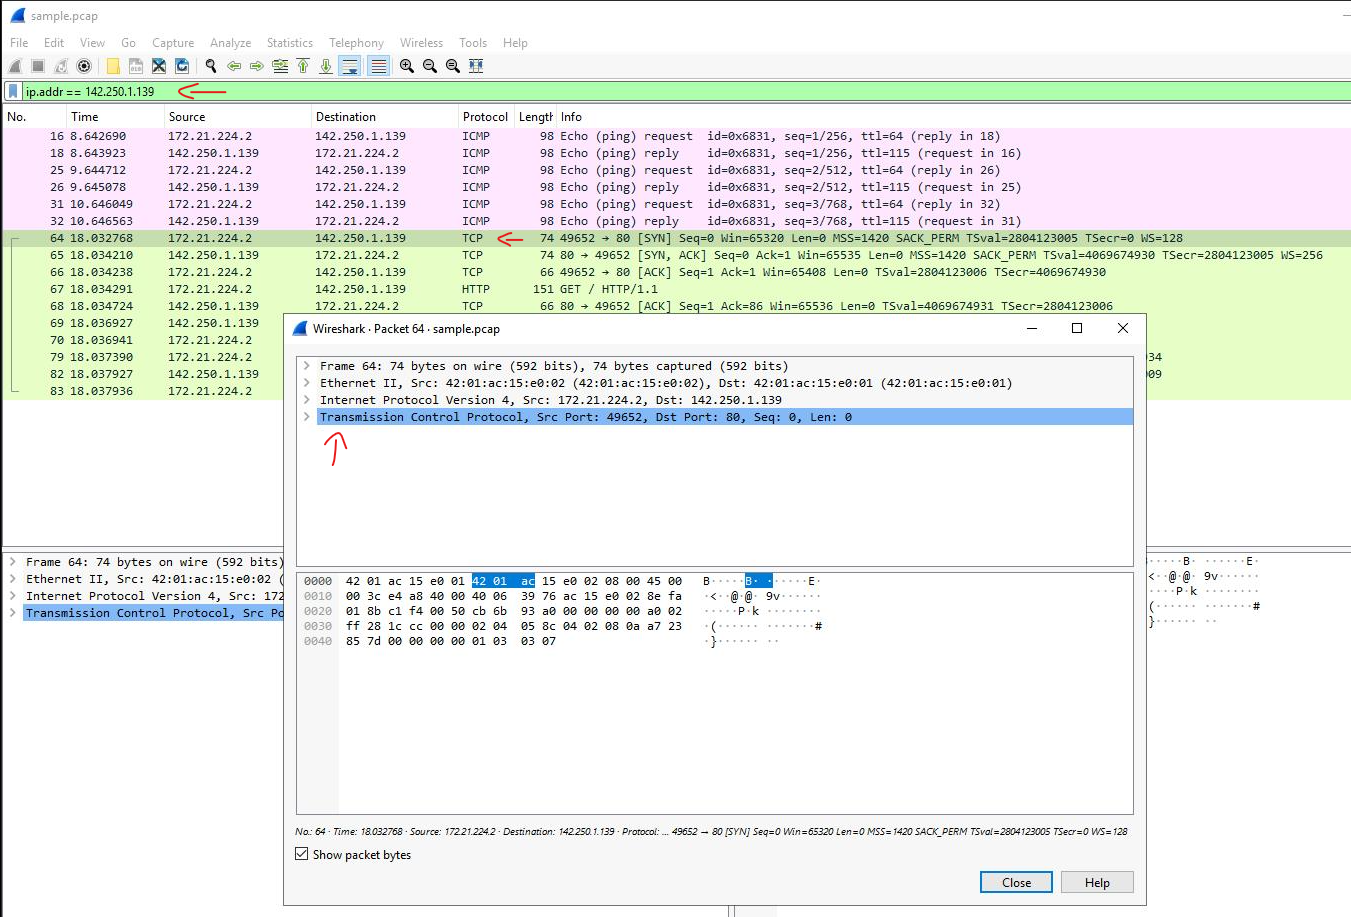 sample.pcap
File Edit View Go Capture Analyze Statistics Telephony Wireless Tools Help
ip.addr == 142.250.1.139
No. Time Source Destination Protocol Length Info
16 8.642690 172.21.224.2 142.250.1.139 ICMP 98 Echo (ping) request id=0x6831, seq=1/256, ttl=64 (reply in 18)
18 8.643923 142.250.1.139 172.21.224.2 ICMP 98 Echo (ping) reply id=0x6831, seq=1/256, ttl=115 (request in 16)
25 9.644712 172.21.224.2 142.250.1.139 ICMP 98 Echo (ping) request id=0x6831, seq=2/512, ttl=64 (reply in 26)
26 9.645078 142.250.1.139 172.21.224.2 ICMP 98 Echo (ping) reply id=0x6831, seq=2/512, ttl=115 (request in 25)
31 10.646049 172.21.224.2 142.250.1.139 ICMP 98 Echo (ping) request id=0x6831, seq=3/768, ttl=64 (reply in 32)
32 10.646563 142.250.1.139 172.21.224.2 ICMP 98 Echo (ping) reply id=0x6831, seq=3/768, ttl=115 (request in 31)
64 18.032768 172.21.224.2 142.250.1.139 TCP 74 49652 → 80 [SYN] Seq=0 Win=65320 Len=0 MSS=1420 SACK_PERM TSval=2804123005 TSecr=0 WS=128
65 18.034210 142.250.1.139 172.21.224.2 TCP 74 80 → 49652 [SYN, ACK] Seq=0 Ack=1 Win=65535 Len=0 MSS=1420 SACK_PERM TSval=4069674930 TSecr=2804123005 WS=256
66 18.034238 172.21.224.2 142.250.1.139 TCP 66 49652 → 80 [ACK] Seq=1 Ack=1 Win=65408 Len=0 TSval=2804123006 TSecr=4069674930
67 18.034291 172.21.224.2 142.250.1.139 HTTP 151 GET / HTTP/1.1
68 18.034724 142.250.1.139 172.21.224.2 TCP 66 80 → 49652 [ACK] Seq=1 Ack=86 Win=65536 Len=0 TSval=4069674931 TSecr=2804123006
69 18.036927 142.250.1.139
70 18.036941 172.21.224.2
79 18.037390 172.21.224.2 34
82 18.037927 142.250.1.139 09
83 18.037936 172.21.224.2
Wireshark · Packet 64 · sample.pcap
Frame 64: 74 bytes on wire (592 bits), 74 bytes captured (592 bits)
Ethernet II, Src: 42:01:ac:15:e0:02 (42:01:ac:15:e0:02), Dst: 42:01:ac:15:e0:01 (42:01:ac:15:e0:01)
Internet Protocol Version 4, Src: 172.21.224.2, Dst: 142.250.1.139
Transmission Control Protocol, Src Port: 49652, Dst Port: 80, Seq: 0, Len: 0
0000 42 01 ac 15 e0 01 42 01 ac 15 e0 02 08 00 45 00 B·····B· ·····E·
0010 00 3c e4 a8 40 00 40 06 39 76 ac 15 e0 02 8e fa ·<··@·@· 9v······
0020 01 8b c1 f4 00 50 cb 6b 93 a0 00 00 00 00 a0 02 ·····P·k ········
0030 ff 28 1c cc 00 00 02 04 05 8c 04 02 08 0a a7 23 ·(······ ·······#
0040 85 7d 00 00 00 00 01 03 03 07 ·}······ ··
No.: 64 · Time: 18.032768 · Source: 172.21.224.2 · Destination: 142.250.1.139 · Protocol: ... 49652 → 80 [SYN] Seq=0 Win=65320 Len=0 MSS=1420 SACK_PERM TSval=2804123005 TSecr=0 WS=128
Show packet bytes
Close Help
Frame 64: 74 bytes on wire (592 bits)
Ethernet II, Src: 42:01:ac:15:e0:02 (
Internet Protocol Version 4, Src: 172
Transmission Control Protocol, Src Po
·····B· ·····E·
<··@·@· 9v······
·····P·k ········
(······ ·······#
}······ ··